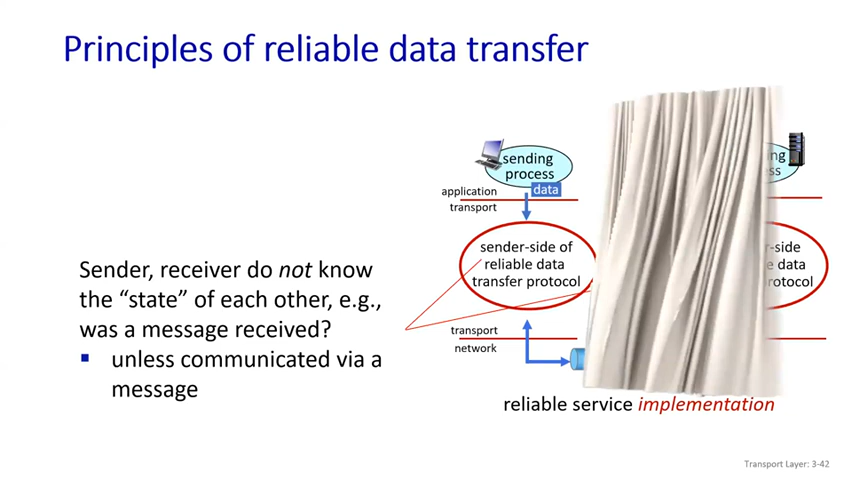 Principles of reliable data transfer
sending
process
data
application
transport
sender-side of
reliable data
transfer protocol
Sender, receiver do not know
the “state” of each other, e.g.,
was a message received?
▪ unless communicated via a
message
transport
network
reliable service implementation
Transport Layer: 3-42